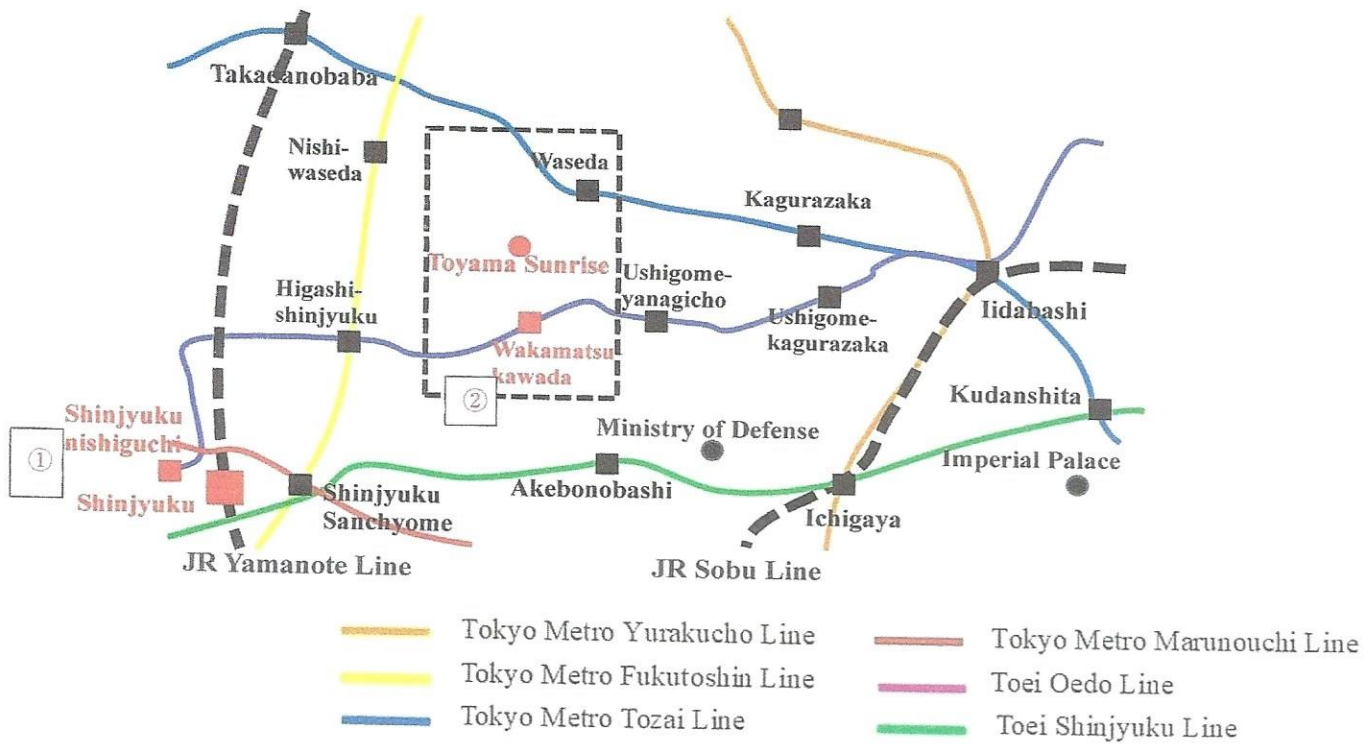 Takadanobaba
Nishi-
waseda
Waseda
Kagurazaka
Toyama Sunrise
Higashi-
shinjyuku
Ushigome-
yanagicho
Ushigome-
kagurazaka
Iidabashi
Wakamatsu
kawada
②
Shinjyuku
nishiguchi
①
Shinjyuku
Shinjyuku
Sanchyome
Ministry of Defense
Akebonobashi
Kudanshita
Imperial Palace
Ichigaya
JR Yamanote Line
JR Sobu Line
Tokyo Metro Yurakucho Line
Tokyo Metro Fukutoshin Line
Tokyo Metro Tozai Line
Tokyo Metro Marunouchi Line
Toei Oedo Line
Toei Shinjyuku Line